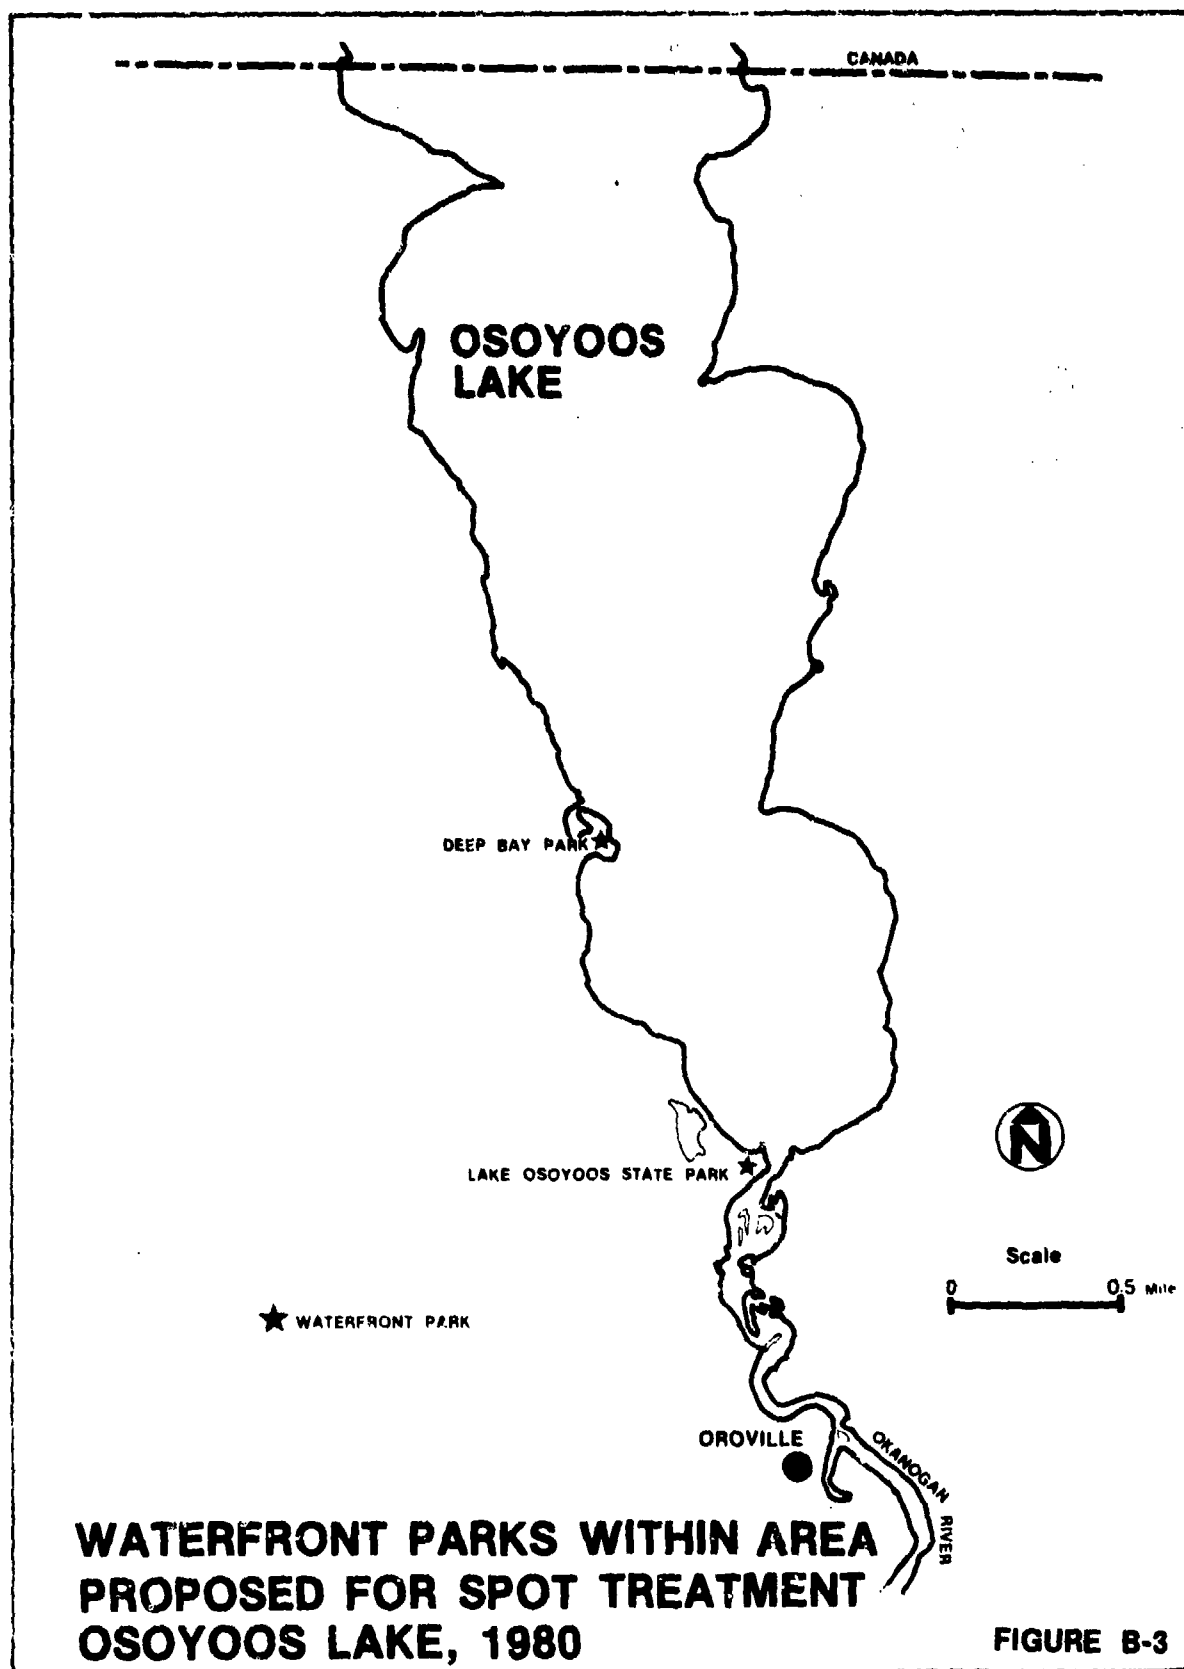 CANADA
OSOYOOS
LAKE
DEEP BAY PARK
LAKE OSOYOOS STATE PARK
N
Scale
0 0.5 Mile
WATERFRONT PARK
OROVILLE
OKANOGAN RIVER
WATERFRONT PARKS WITHIN AREA
PROPOSED FOR SPOT TREATMENT
OSOYOOS LAKE, 1980
FIGURE B-3